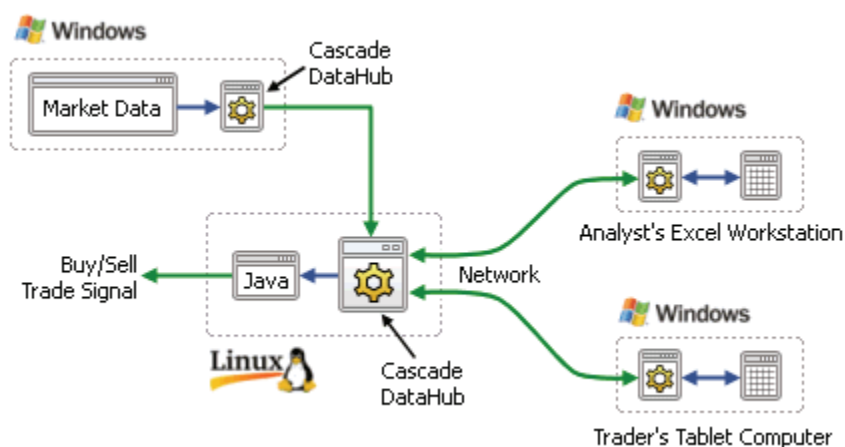 Windows
Cascade
DataHub
Market Data
Windows
Analyst's Excel Workstation
Buy/Sell
Trade Signal
Java
Network
Windows
Linux
Cascade
DataHub
Trader's Tablet Computer